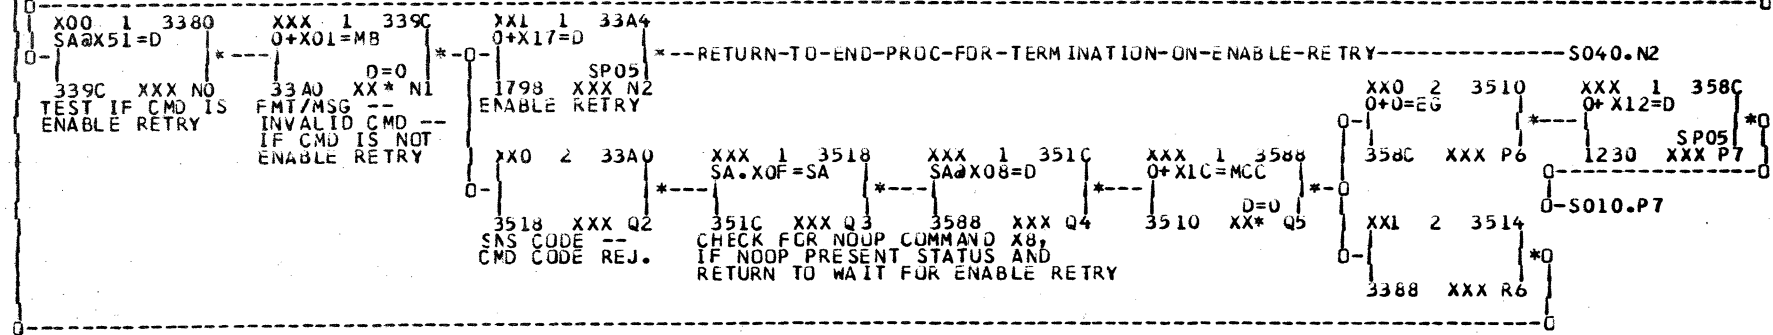 X00 1 3380
SA@X51=D
339C XXX N0
TEST IF CMD IS
ENABLE RETRY
XXX 1 339C
0+X01=MB
D=0
33A0 XX* N1
FMT/MSG --
INVALID CMD --
IF CMD IS NOT
ENABLE RETRY
XX1 1 33A4
0+X17=D
SP05
1798 XXX N2
ENABLE RETRY
*---RETURN-TO-END-PROC-FOR-TERMINATION-ON-ENABLE-RETRY--------------S040.N2
XX0 2 33A0
3518 XXX Q2
SNS CODE --
CMD CODE REJ.
XXX 1 3518
SA.X0F=SA
351C XXX Q3
XXX 1 351C
SA@X08=D
3588 XXX Q4
CHECK FOR NOOP COMMAND X8,
IF NOOP PRESENT STATUS AND
RETURN TO WAIT FOR ENABLE RETRY
XXX 1 3588
0+X1C=MCC
D=0
3510 XX* Q5
XX0 2 3510
0+0=EG
358C XXX P6
XXX 1 358C
0+X12=D
SP05
1230 XXX P7
0-S010.P7
XX1 2 3514
3388 XXX R6